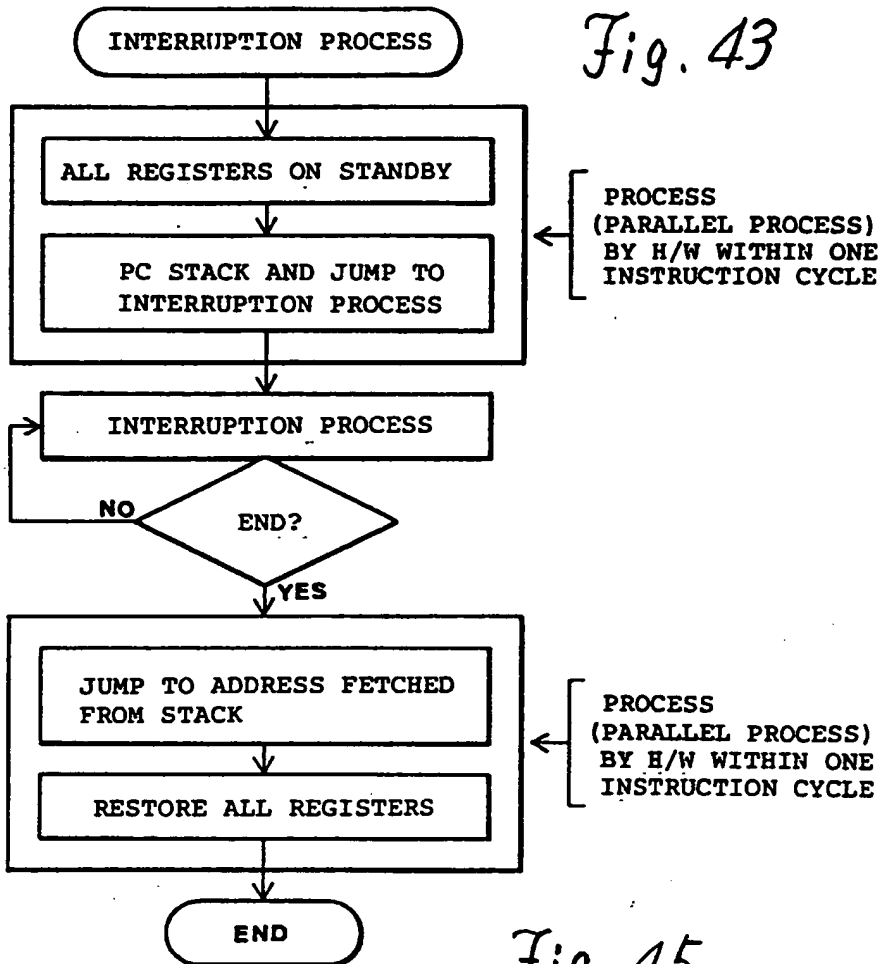 INTERRUPTION PROCESS
Fig. 43
ALL REGISTERS ON STANDBY
PC STACK AND JUMP TO
INTERRUPTION PROCESS
PROCESS
(PARALLEL PROCESS)
BY H/W WITHIN ONE
INSTRUCTION CYCLE
INTERRUPTION PROCESS
NO
END?
YES
JUMP TO ADDRESS FETCHED
FROM STACK
RESTORE ALL REGISTERS
PROCESS
(PARALLEL PROCESS)
BY H/W WITHIN ONE
INSTRUCTION CYCLE
END
Fig. 45